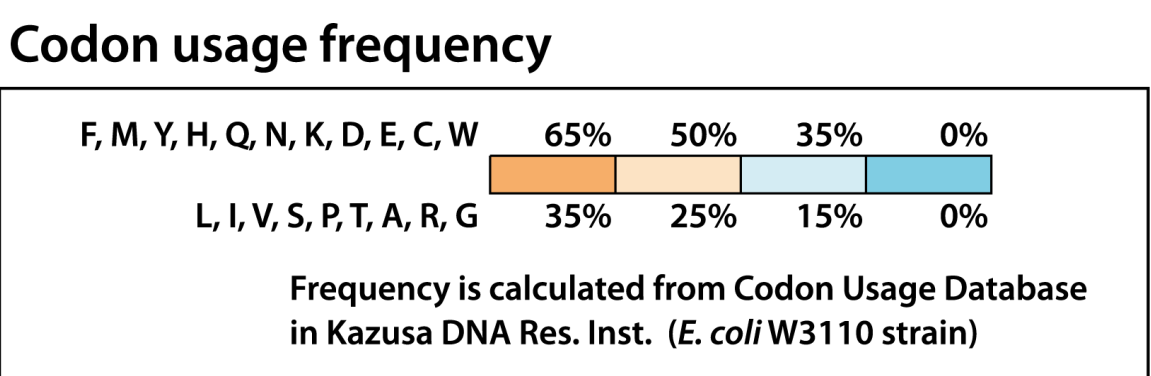 Codon usage frequency
F, M, Y, H, Q, N, K, D, E, C, W 65% 50% 35% 0%
L, I, V, S, P, T, A, R, G 35% 25% 15% 0%
Frequency is calculated from Codon Usage Database
in Kazusa DNA Res. Inst. (E. coli W3110 strain)